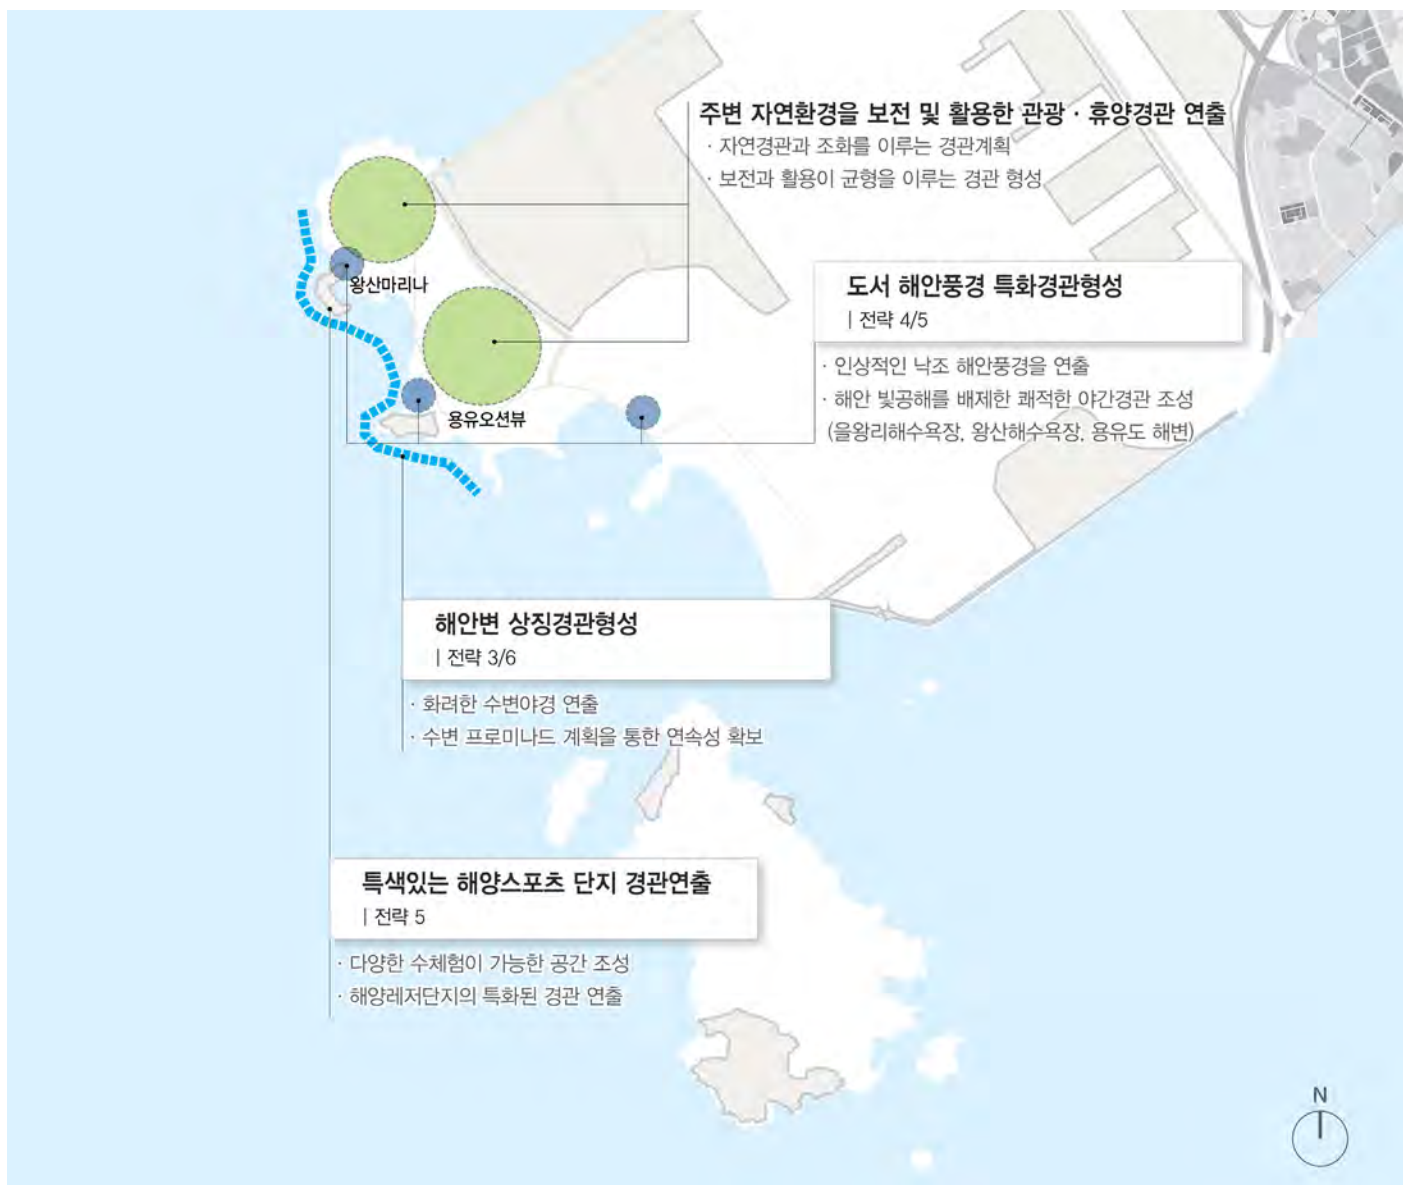 주변 자연환경을 보전 및 활용한 관광 · 휴양경관 연출
· 자연경관과 조화를 이루는 경관계획
· 보전과 활용이 균형을 이루는 경관 형성
왕산마리나
도서 해안풍경 특화경관형성
| 전략 4/5
· 인상적인 낙조 해안풍경을 연출
· 해안 빛공해를 배제한 쾌적한 야간경관 조성
(을왕리해수욕장, 왕산해수욕장, 용유도 해변)
용유오션뷰
해안변 상징경관형성
| 전략 3/6
· 화려한 수변야경 연출
· 수변 프로미나드 계획을 통한 연속성 확보
특색있는 해양스포츠 단지 경관연출
| 전략 5
· 다양한 수체험이 가능한 공간 조성
· 해양레저단지의 특화된 경관 연출
N